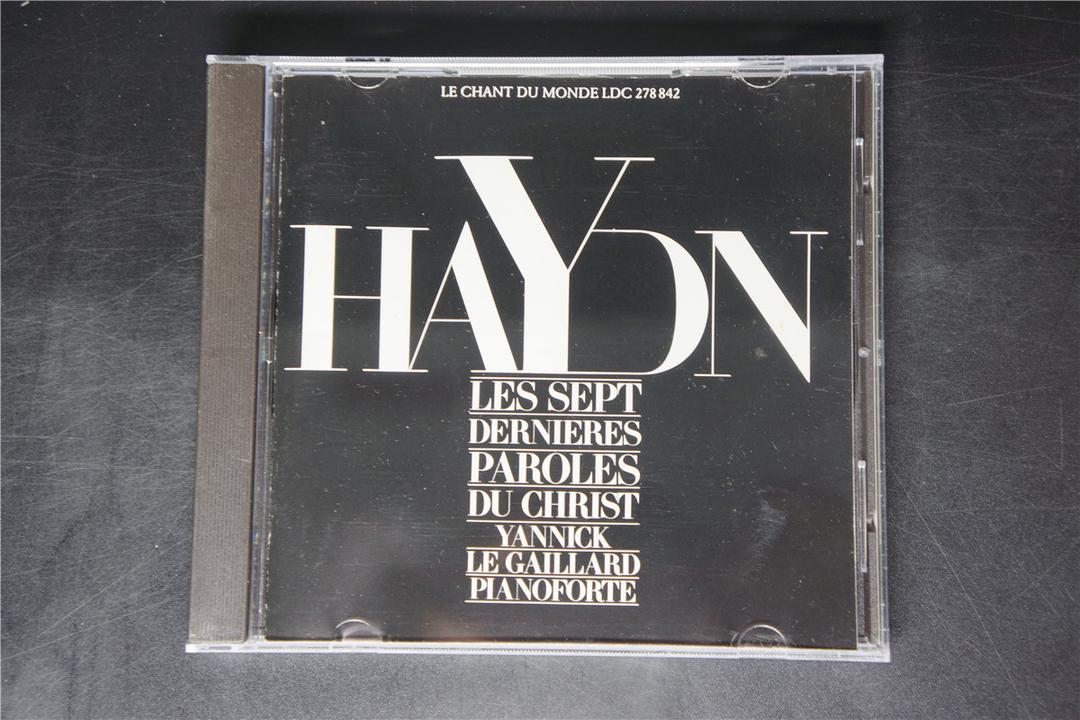 LE CHANT DU MONDE LDC 278 842
HAYDN
LES SEPT
DERNIERES
PAROLES
DU CHRIST
YANNICK
LE GAILLARD
PIANOFORTE